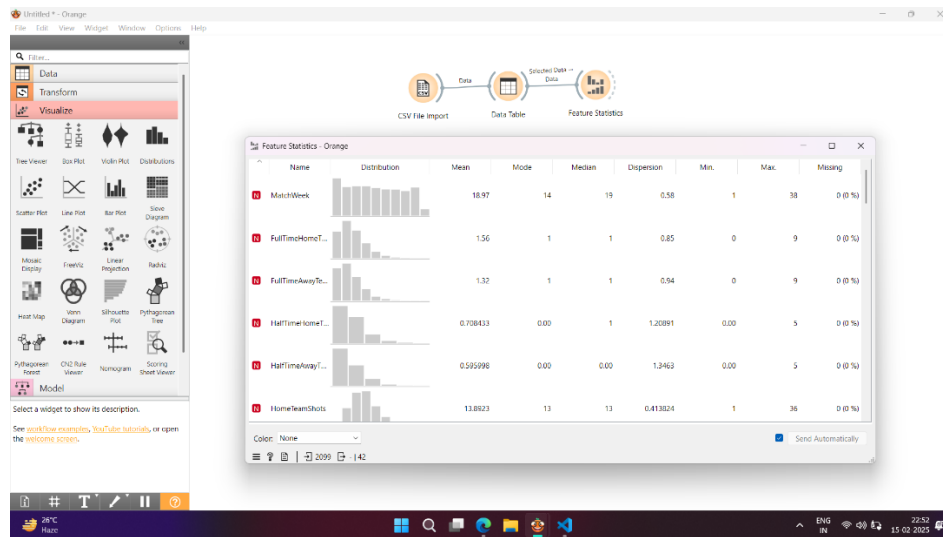 Untitled * - Orange
File Edit View Widget Window Options Help
Filter...
Data
Transform
Visualize
Tree Viewer Box Plot Violin Plot Distributions
Scatter Plot Line Plot Bar Plot Sieve Diagram
Mosaic Display FreeViz Linear Projection Radviz
Heat Map Venn Diagram Silhouette Plot Pythagorean Tree
Pythagorean Forest CN2 Rule Viewer Nomogram Scoring Sheet Viewer
Model
Select a widget to show its description.
See workflow examples, YouTube tutorials, or open
the welcome screen.
Data
Selected Data → Data
CSV File Import Data Table Feature Statistics
Feature Statistics - Orange
Name Distribution Mean Mode Median Dispersion Min. Max. Missing
N MatchWeek 18.97 14 19 0.58 1 38 0 (0 %)
N FullTimeHomeT... 1.56 1 1 0.85 0 9 0 (0 %)
N FullTimeAwayTe... 1.32 1 1 0.94 0 9 0 (0 %)
N HalfTimeHomeT... 0.708433 0.00 1 1.20891 0.00 5 0 (0 %)
N HalfTimeAwayT... 0.595998 0.00 0.00 1.3463 0.00 5 0 (0 %)
N HomeTeamShots 13.8923 13 13 0.413824 1 36 0 (0 %)
Color: None Send Automatically
2099 - | 42
26°C
Haze
ENG
IN
22:52
15-02-2025